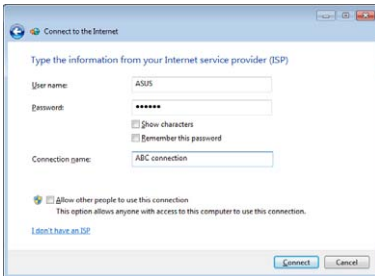 Connect to the Internet
Type the information from your Internet service provider (ISP)
User name: ASUS
Password: ••••••
Show characters
Remember this password
Connection name: ABC connection
Allow other people to use this connection
This option allows anyone with access to this computer to use this connection.
I don't have an ISP
Connect Cancel